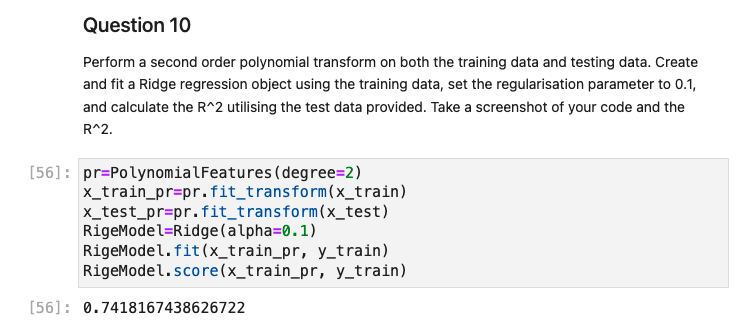 Question 10
Perform a second order polynomial transform on both the training data and testing data. Create
and fit a Ridge regression object using the training data, set the regularisation parameter to 0.1,
and calculate the R^2 utilising the test data provided. Take a screenshot of your code and the
R^2.
[56]: pr=PolynomialFeatures(degree=2)
x_train_pr=pr.fit_transform(x_train)
x_test_pr=pr.fit_transform(x_test)
RigeModel=Ridge(alpha=0.1)
RigeModel.fit(x_train_pr, y_train)
RigeModel.score(x_train_pr, y_train)
[56]: 0.7418167438626722